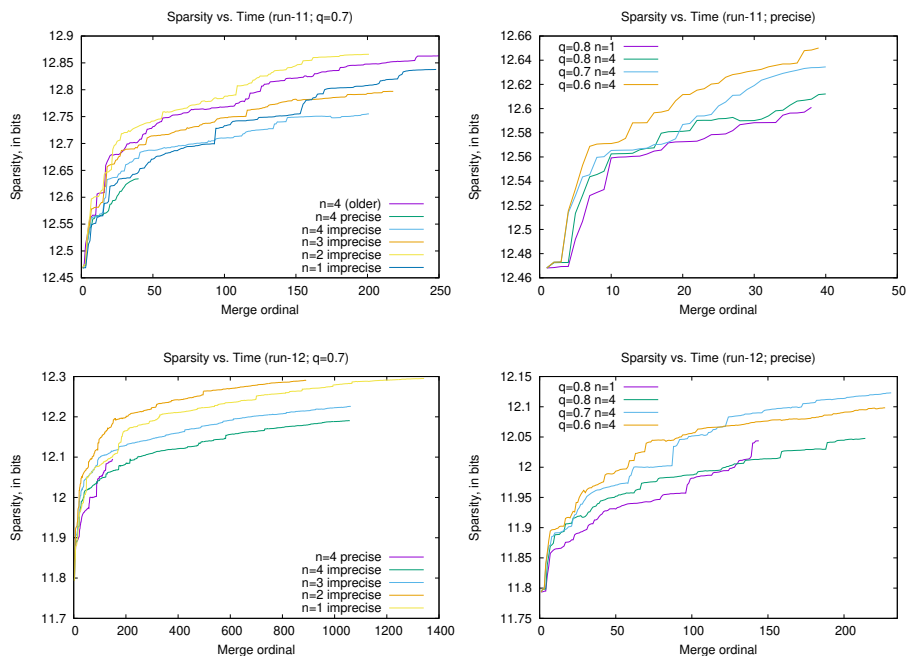 Sparsity vs. Time (run-11; q=0.7)
Sparsity, in bits
12.9
12.85
12.8
12.75
12.7
12.65
12.6
12.55
12.5
12.45
n=4 (older)
n=4 precise
n=4 imprecise
n=3 imprecise
n=2 imprecise
n=1 imprecise
0 50 100 150 200 250
Merge ordinal
Sparsity vs. Time (run-11; precise)
Sparsity, in bits
12.66
12.64
12.62
12.6
12.58
12.56
12.54
12.52
12.5
12.48
12.46
q=0.8 n=1
q=0.8 n=4
q=0.7 n=4
q=0.6 n=4
0 10 20 30 40 50
Merge ordinal
Sparsity vs. Time (run-12; q=0.7)
Sparsity, in bits
12.3
12.2
12.1
12
11.9
11.8
11.7
n=4 precise
n=4 imprecise
n=3 imprecise
n=2 imprecise
n=1 imprecise
0 200 400 600 800 1000 1200 1400
Merge ordinal
Sparsity vs. Time (run-12; precise)
Sparsity, in bits
12.15
12.1
12.05
12
11.95
11.9
11.85
11.8
11.75
q=0.8 n=1
q=0.8 n=4
q=0.7 n=4
q=0.6 n=4
0 50 100 150 200
Merge ordinal